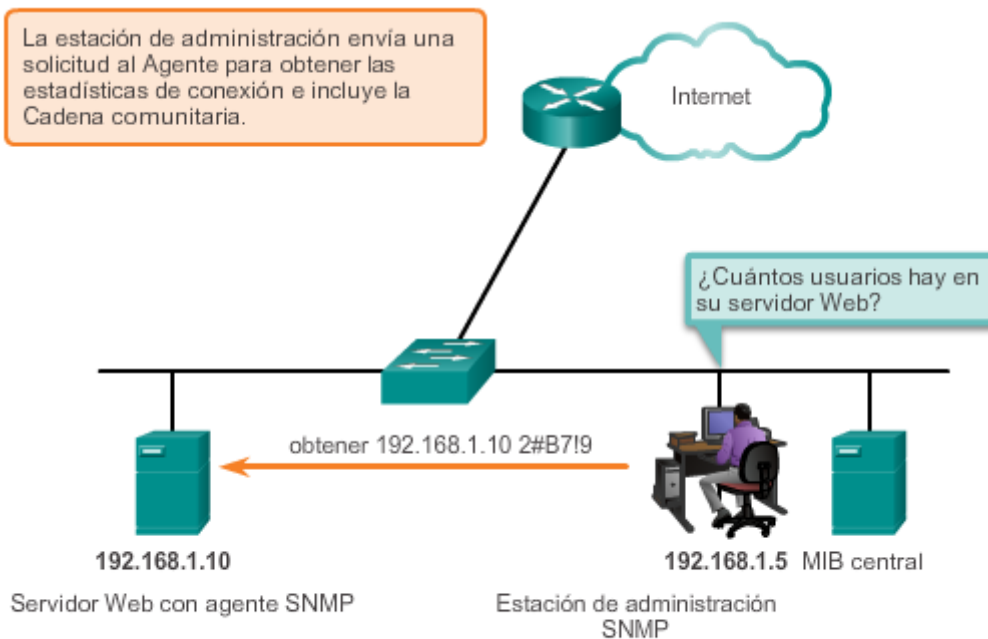 La estación de administración envía una
solicitud al Agente para obtener las
estadísticas de conexión e incluye la
Cadena comunitaria.
Internet
¿Cuántos usuarios hay en
su servidor Web?
obtener 192.168.1.10 2#B7!9
192.168.1.10
192.168.1.5
MIB central
Servidor Web con agente SNMP
Estación de administración
SNMP